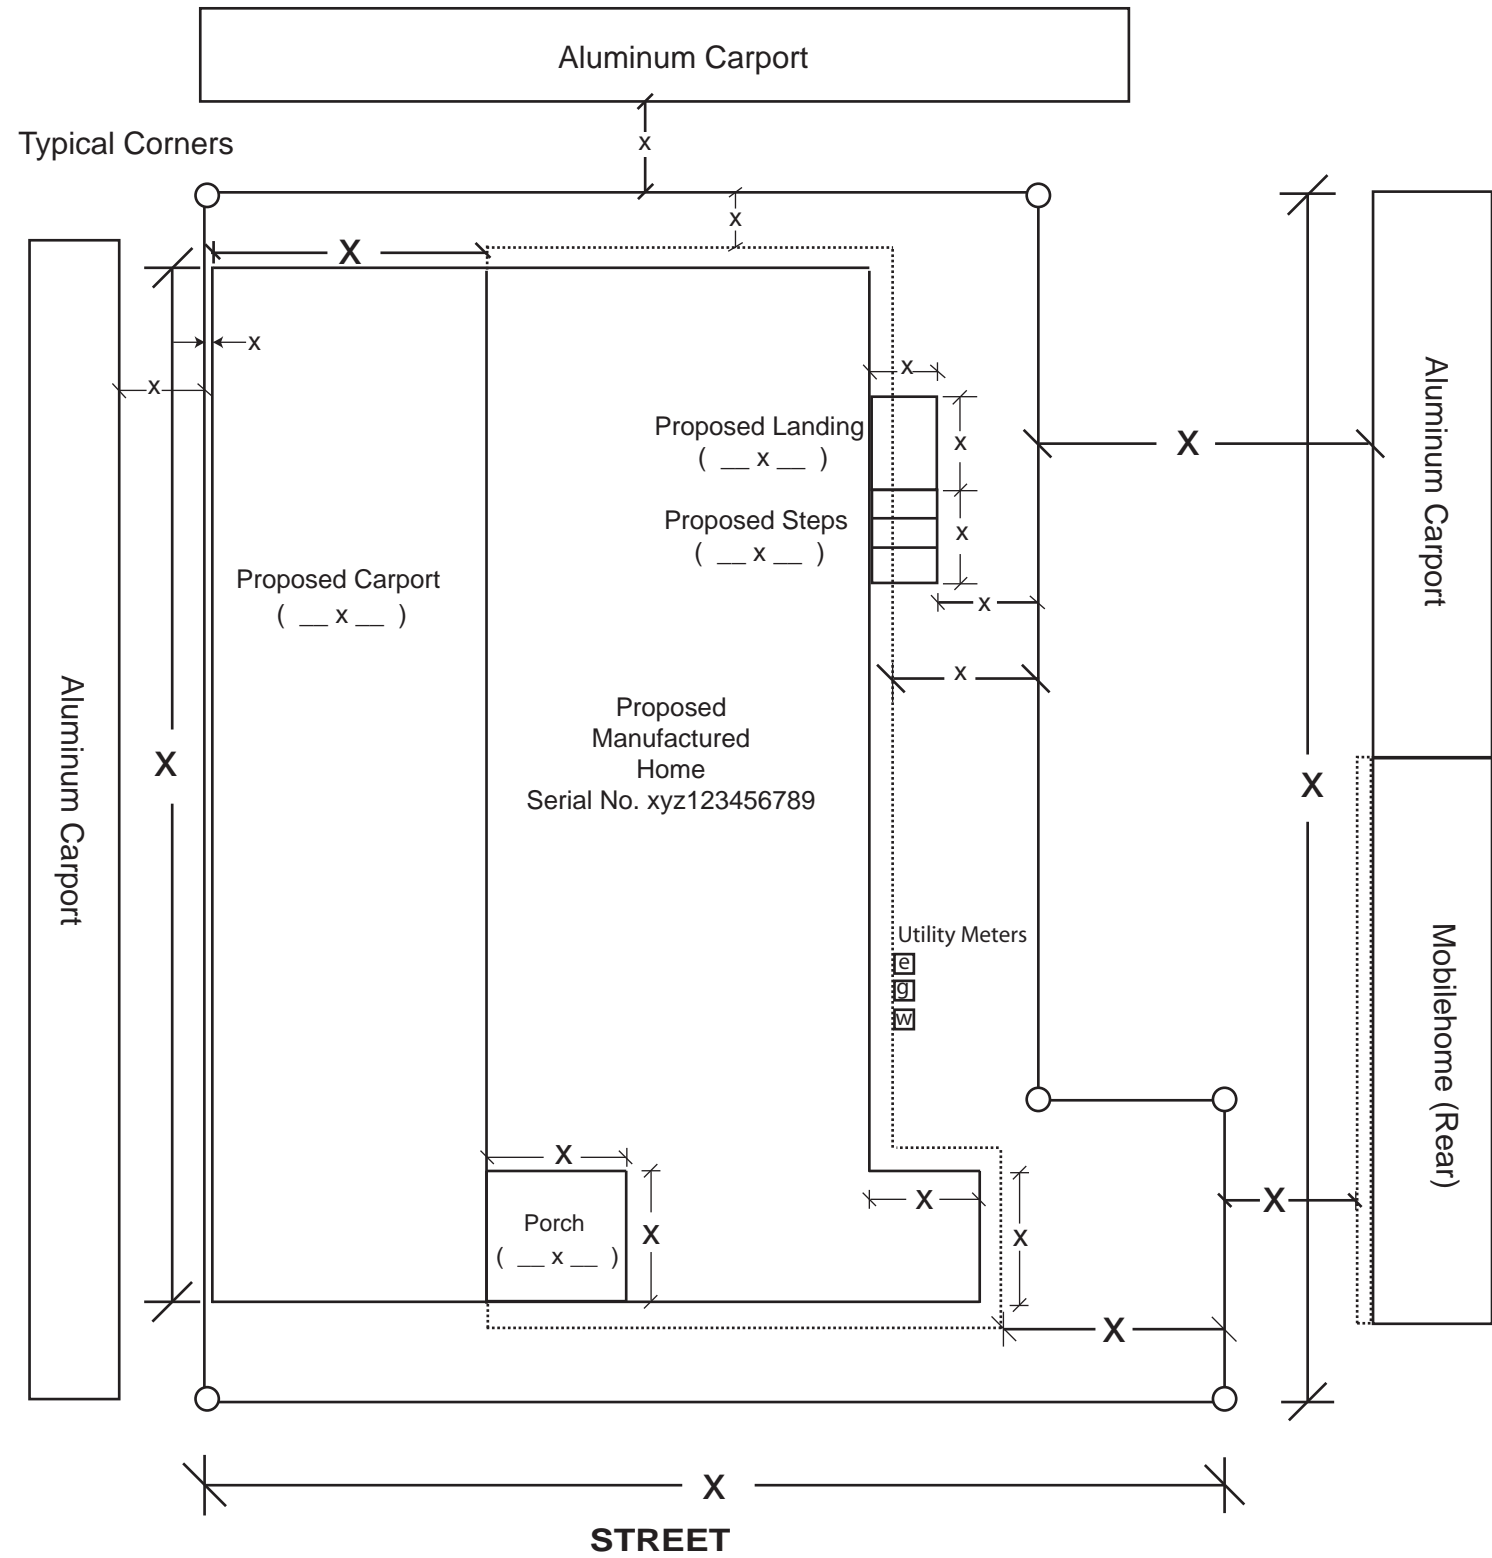 Aluminum Carport
x
Typical Corners
x
X
x
x
x
Proposed Landing
( __ x __ )
x
X
Aluminum Carport
Proposed Steps
( __ x __ )
x
Proposed Carport
( __ x __ )
x
x
Proposed
Manufactured
Home
Serial No. xyz123456789
X
X
Aluminum Carport
Utility Meters
e
g
w
Mobilehome (Rear)
X
X
X
Porch
( __ x __ )
X
X
X
X
X
STREET